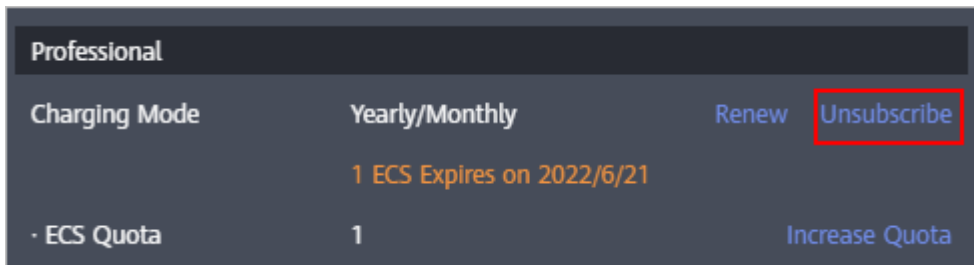 Professional
Charging Mode Yearly/Monthly Renew Unsubscribe
1 ECS Expires on 2022/6/21
· ECS Quota 1 Increase Quota